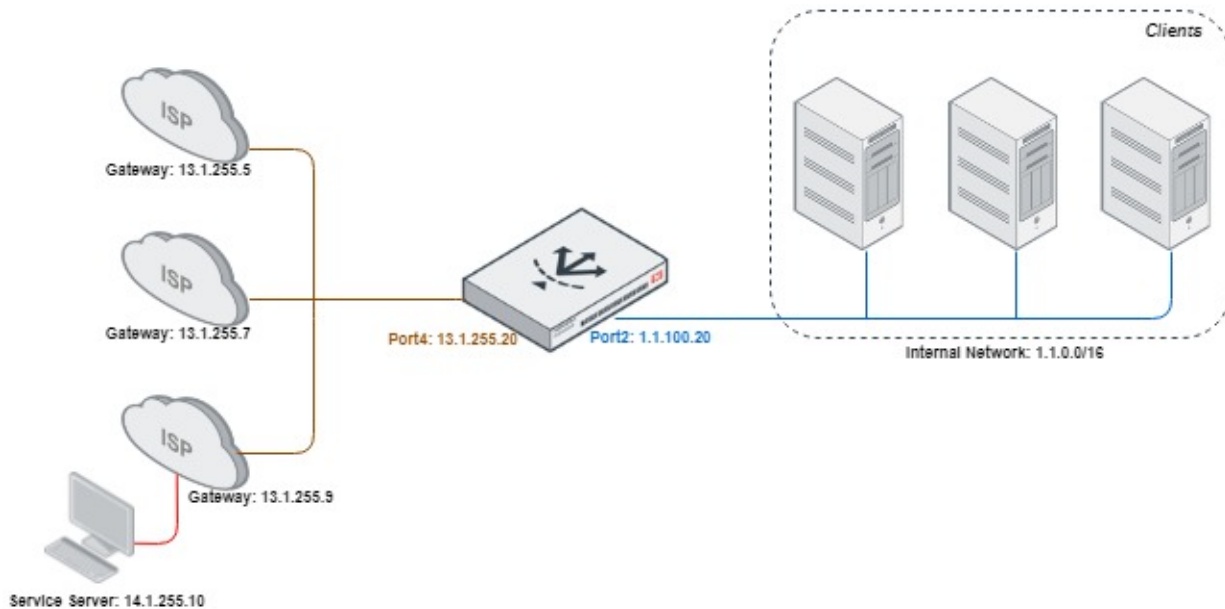 Clients
ISP
Gateway: 13.1.255.5
ISP
Gateway: 13.1.255.7
Port4: 13.1.255.20
Port2: 1.1.100.20
Internal Network: 1.1.0.0/16
ISP
Gateway: 13.1.255.9
Service Server: 14.1.255.10